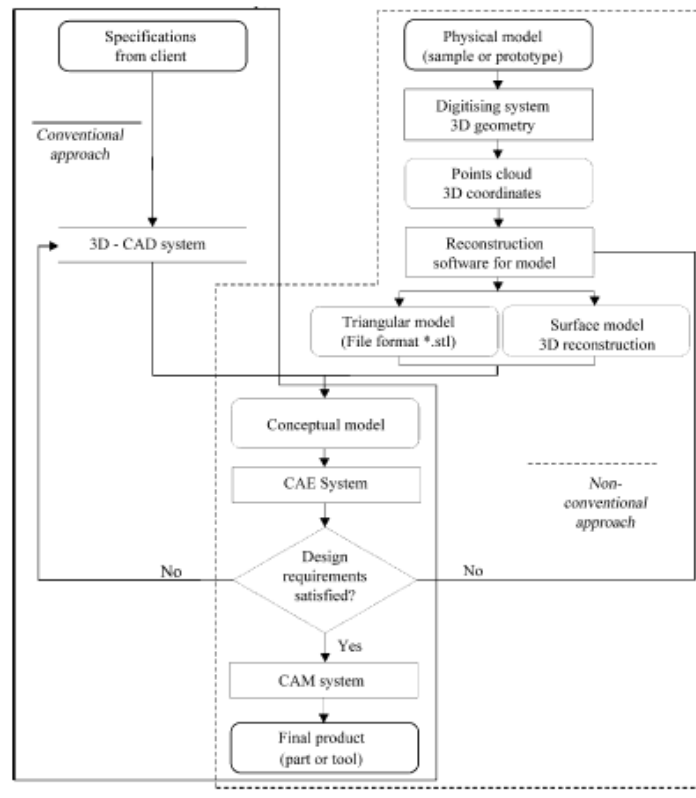 Specifications
from client
Conventional
approach
3D - CAD system
Physical model
(sample or prototype)
Digitising system
3D geometry
Points cloud
3D coordinates
Reconstruction
software for model
Triangular model
(File format *.stl)
Surface model
3D reconstruction
Conceptual model
CAE System
Non-
conventional
approach
Design
requirements
satisfied?
No
No
Yes
CAM system
Final product
(part or tool)